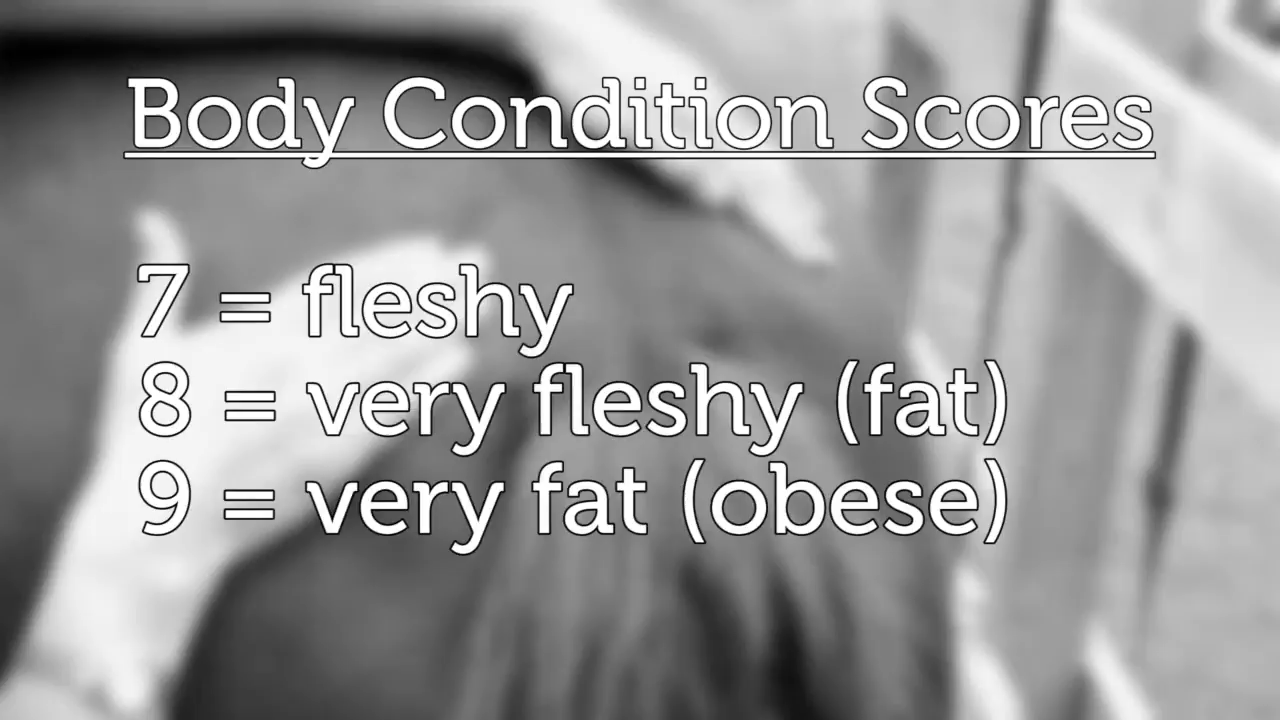 Body Condition Scores
7 = fleshy
8 = very fleshy (fat)
9 = very fat (obese)